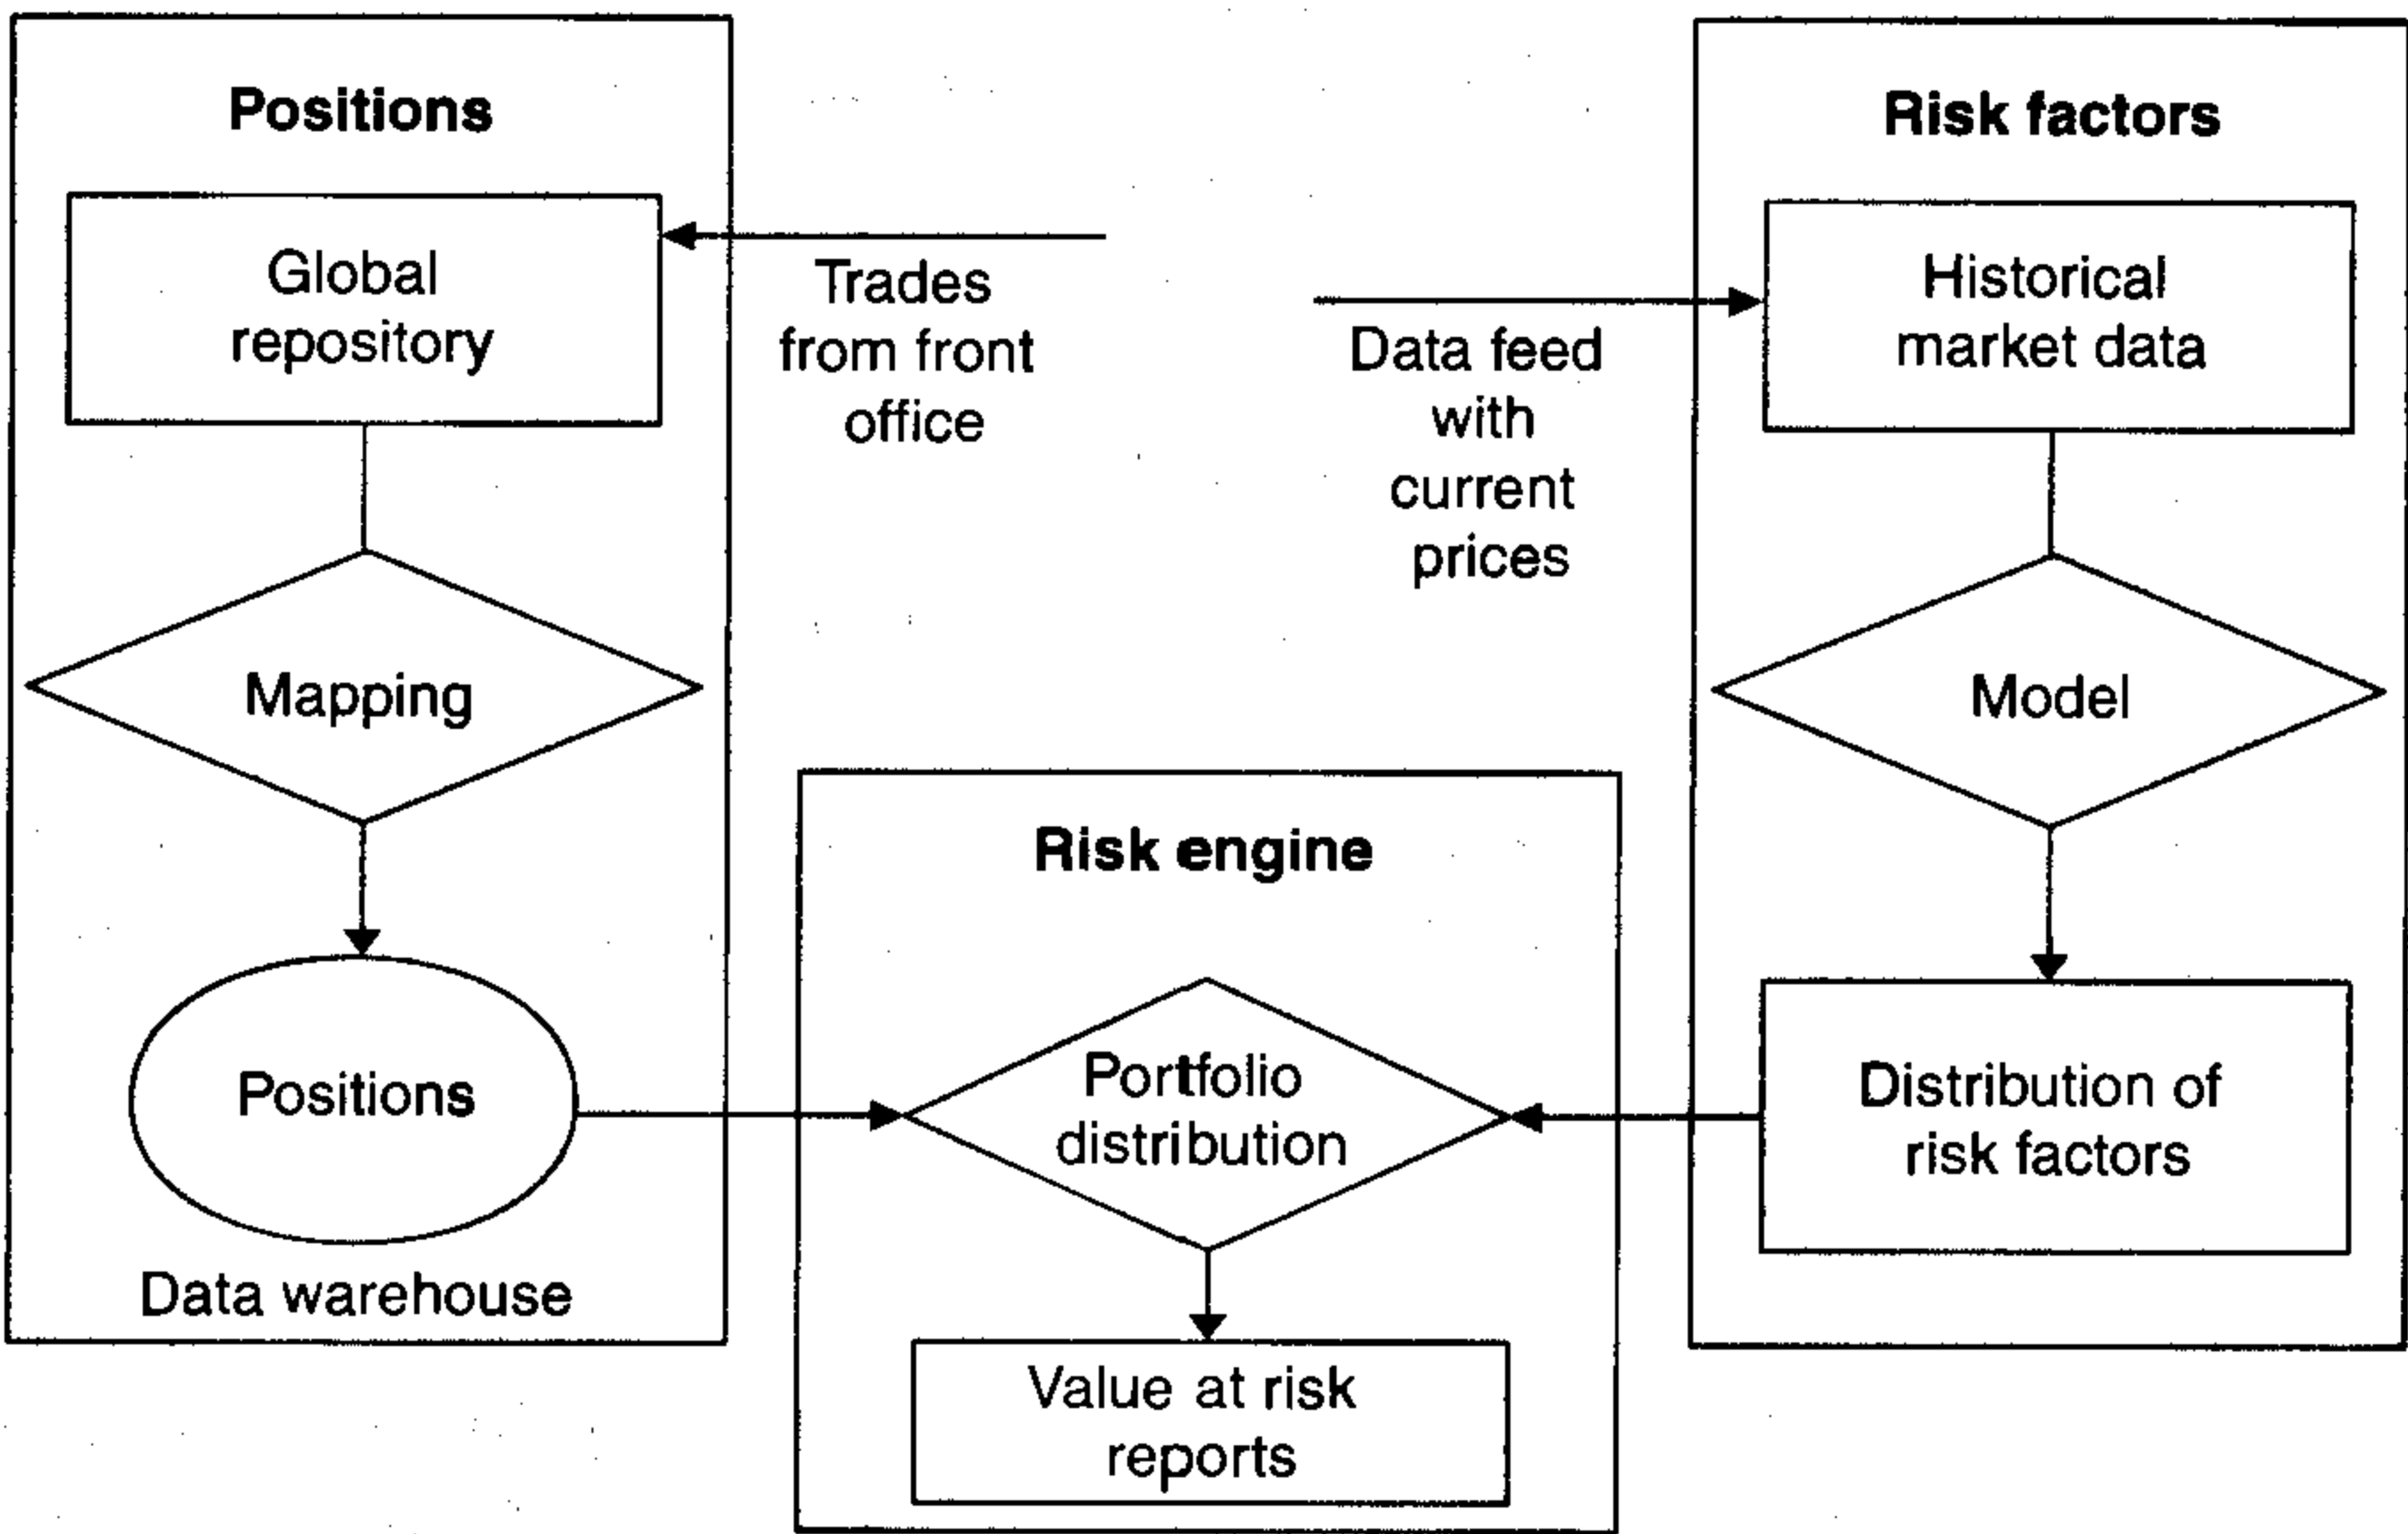 Positions
Global
repository
Mapping
Positions
Data warehouse
Trades
from front
office
Data feed
with
current
prices
Risk engine
Portfolio
distribution
Value at risk
reports
Risk factors
Historical
market data
Model
Distribution of
risk factors